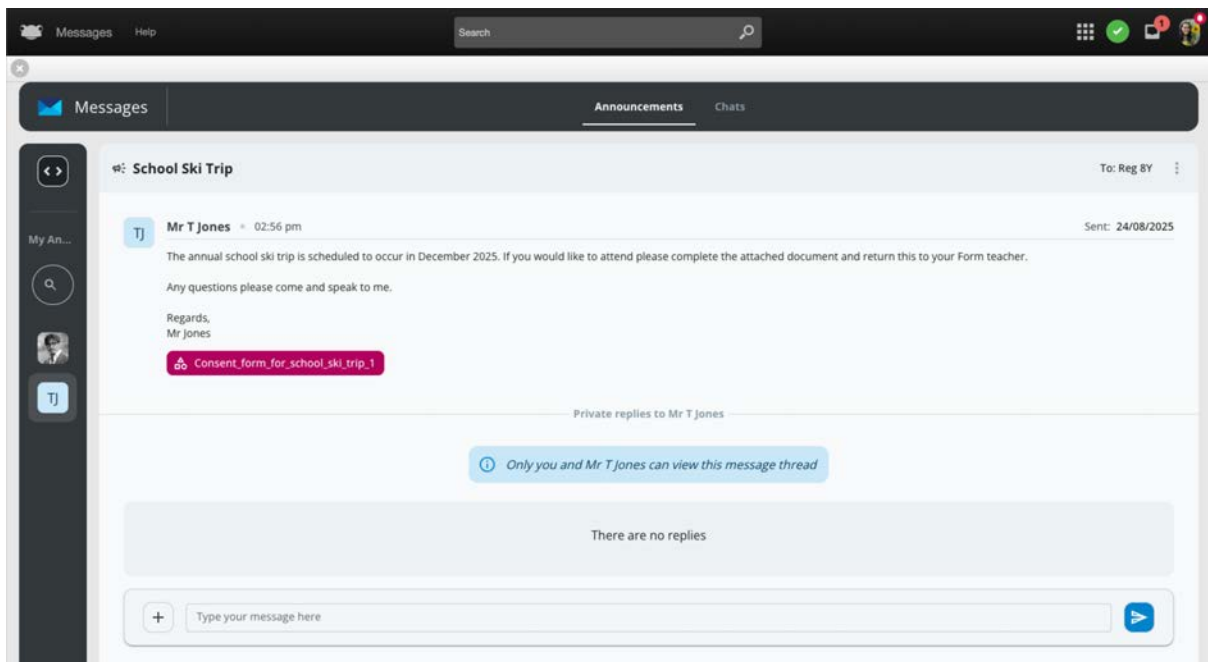 Messages Help Search 1
Messages Announcements Chats
School Ski Trip To: Reg 8Y
My An...
TJ Mr T Jones 02:56 pm Sent: 24/08/2025
The annual school ski trip is scheduled to occur in December 2025. If you would like to attend please complete the attached document and return this to your Form teacher.
Any questions please come and speak to me.
Regards,
Mr Jones
Consent_form_for_school_ski_trip_1
TJ
Private replies to Mr T Jones
Only you and Mr T Jones can view this message thread
There are no replies
Type your message here